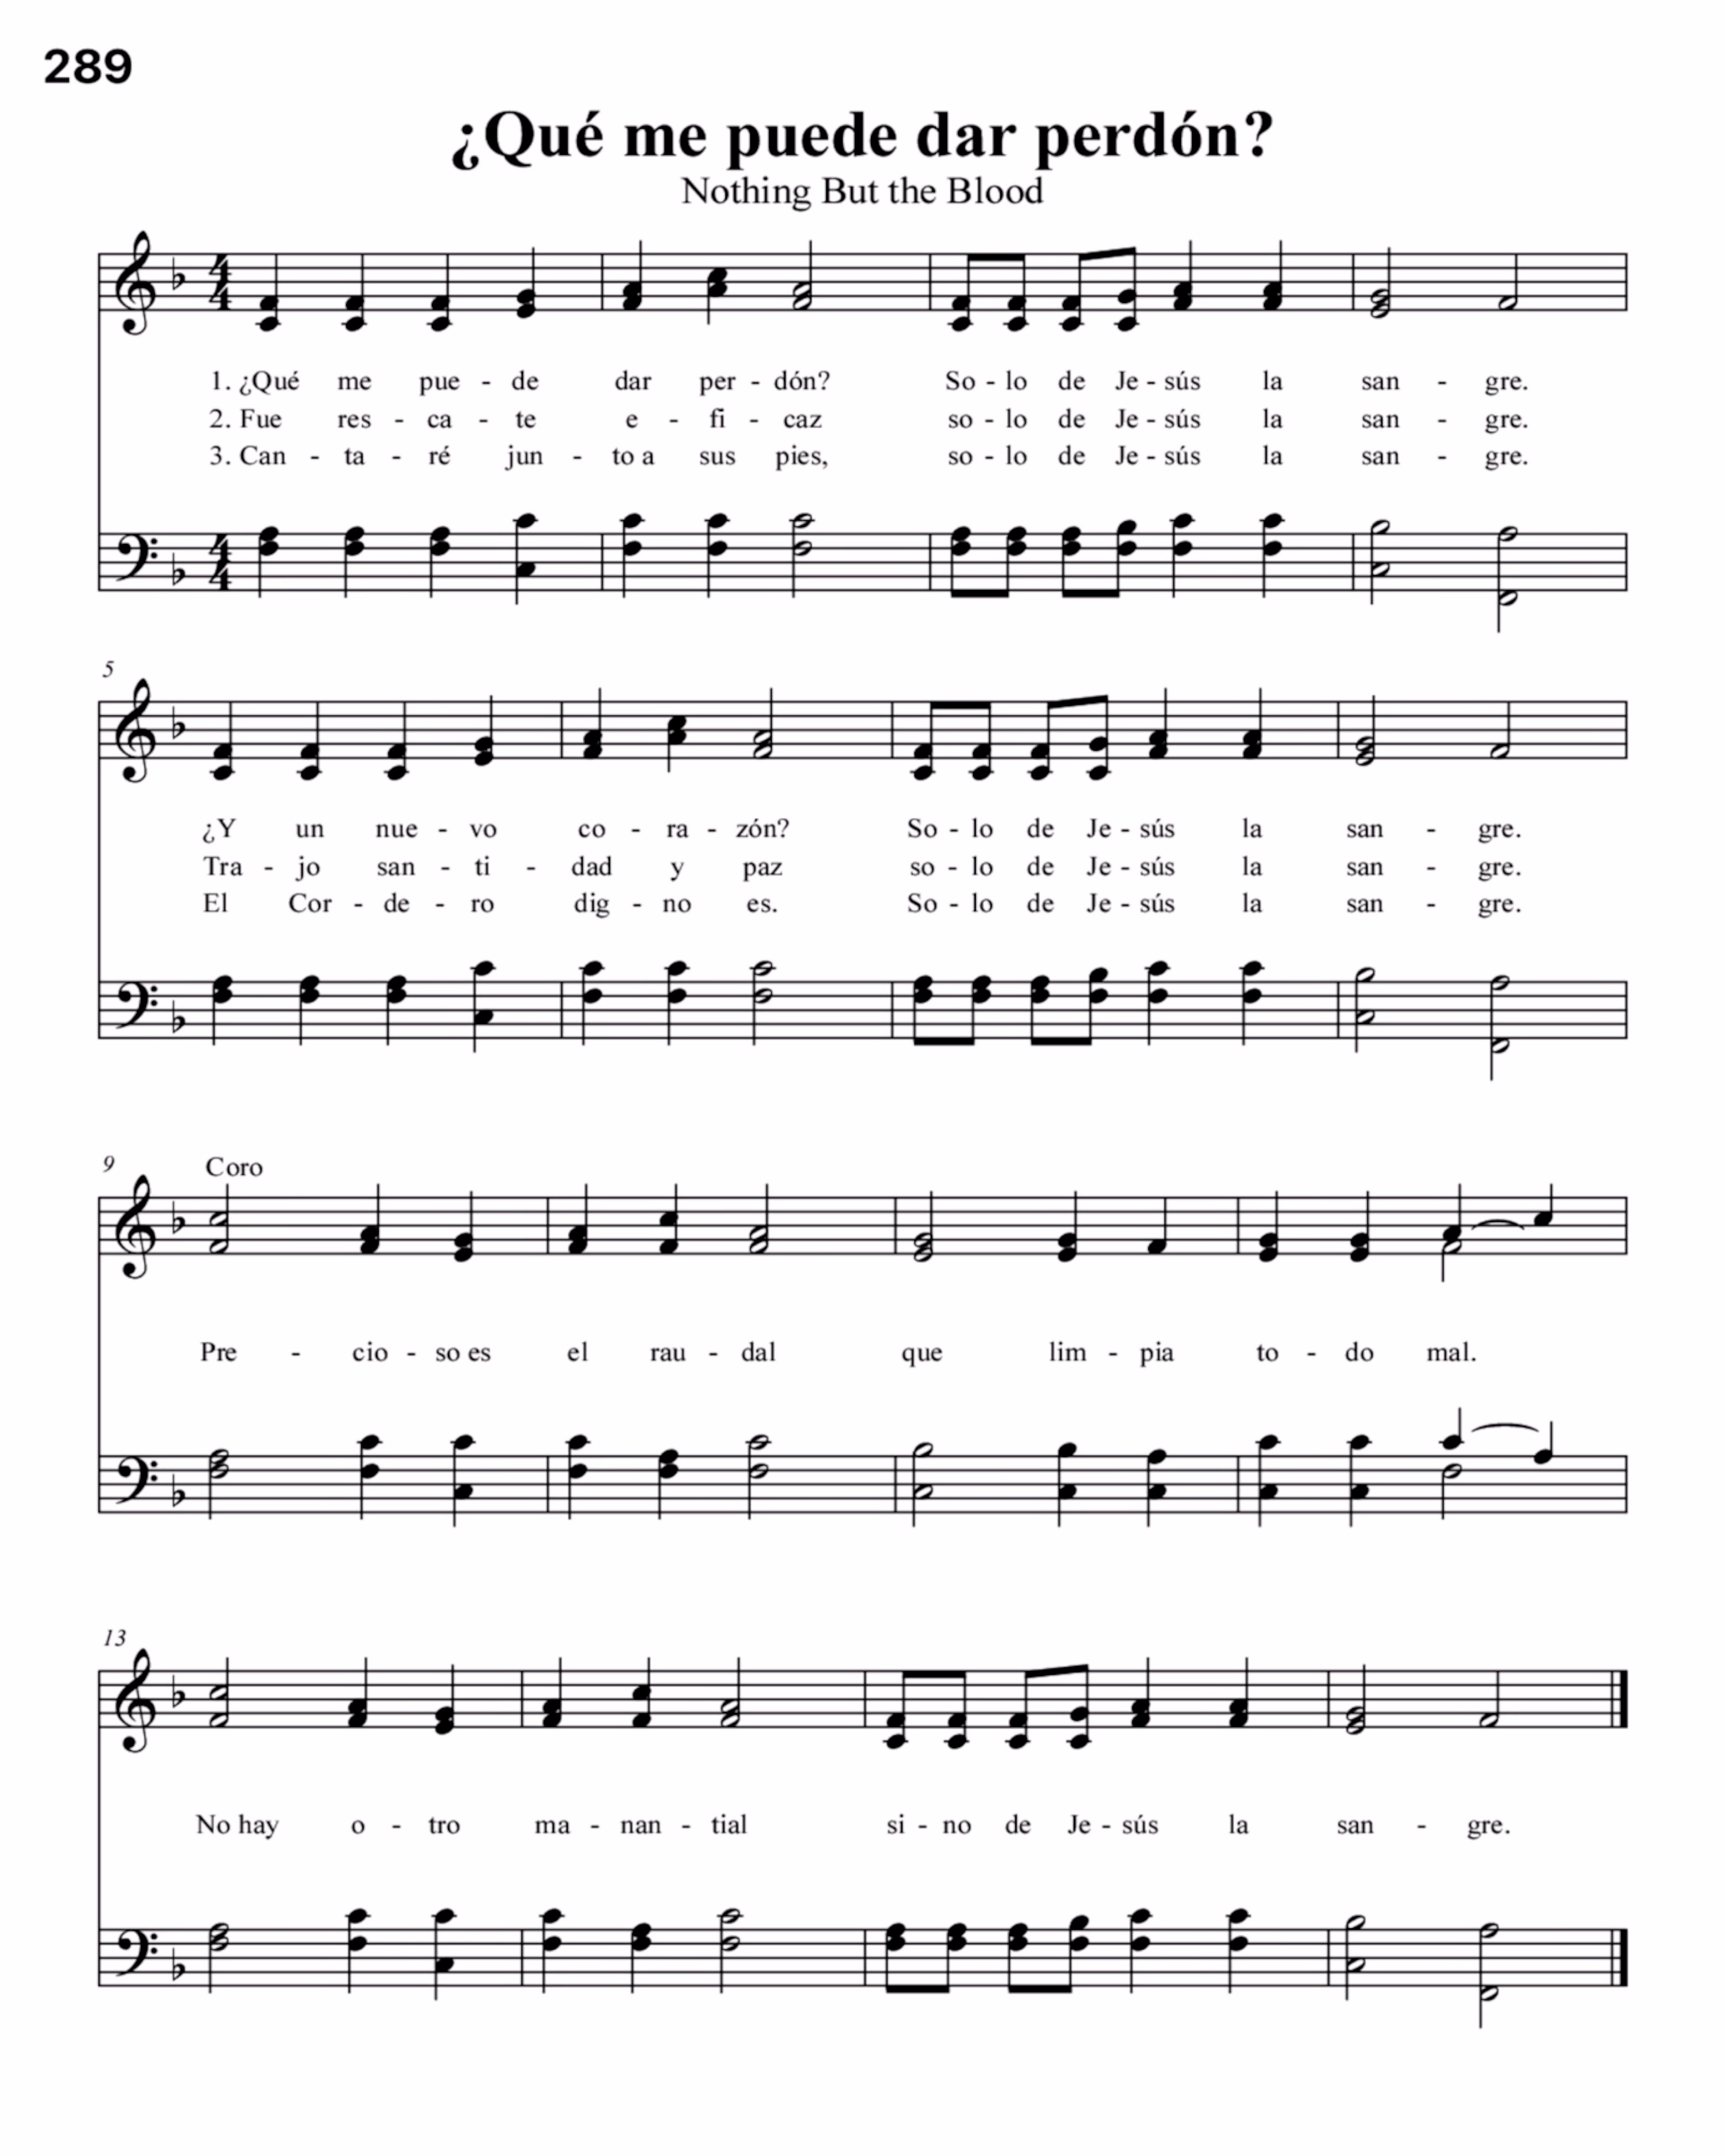 289
¿Qué me puede dar perdón?
Nothing But the Blood
1. ¿Qué me pue - de dar per - dón? So - lo de Je - sús la san - gre.
2. Fue res - ca - te e - fi - caz so - lo de Je - sús la san - gre.
3. Can - ta - ré jun - to a sus pies, so - lo de Je - sús la san - gre.
5
¿Y un nue - vo co - ra - zón? So - lo de Je - sús la san - gre.
Tra - jo san - ti - dad y paz so - lo de Je - sús la san - gre.
El Cor - de - ro dig - no es. So - lo de Je - sús la san - gre.
9 Coro
Pre - cio - so es el rau - dal que lim - pia to - do mal.
13
No hay o - tro ma - nan - tial si - no de Je - sús la san - gre.